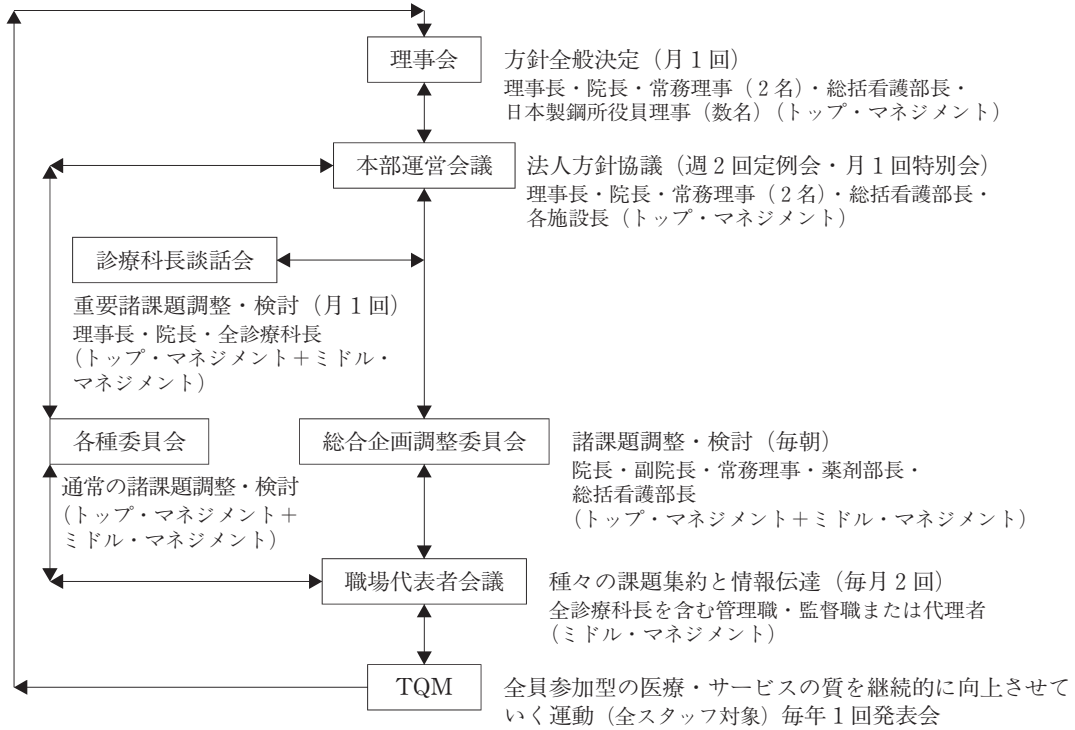 理事会
方針全般決定（月１回）
理事長・院長・常務理事（２名）・総括看護部長・
日本製鋼所役員理事（数名）（トップ・マネジメント）
本部運営会議
法人方針協議（週２回定例会・月１回特別会）
理事長・院長・常務理事（２名）・総括看護部長・
各施設長（トップ・マネジメント）
診療科長談話会
重要諸課題調整・検討（月１回）
理事長・院長・全診療科長
（トップ・マネジメント＋ミドル・
マネジメント）
各種委員会
通常の諸課題調整・検討
（トップ・マネジメント＋
ミドル・マネジメント）
総合企画調整委員会
諸課題調整・検討（毎朝）
院長・副院長・常務理事・薬剤部長・
総括看護部長
（トップ・マネジメント＋ミドル・マネジメント）
職場代表者会議
種々の課題集約と情報伝達（毎月２回）
全診療科長を含む管理職・監督職または代理者
（ミドル・マネジメント）
TQM
全員参加型の医療・サービスの質を継続的に向上させて
いく運動（全スタッフ対象）毎年１回発表会